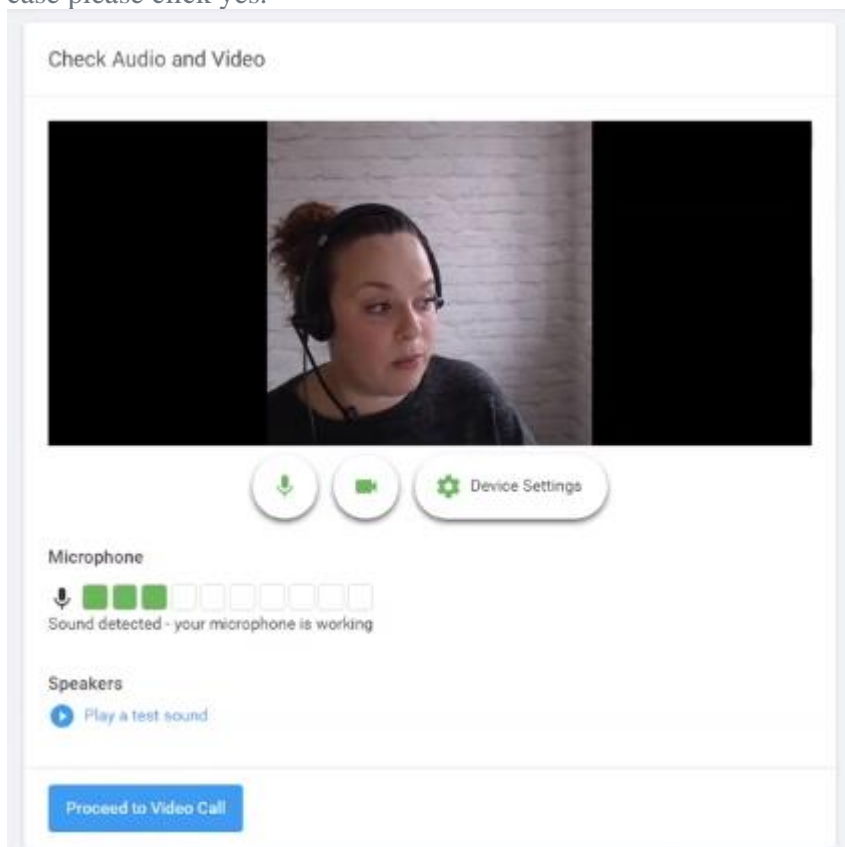 case please click yes.
Check Audio and Video
Device Settings
Microphone
Sound detected - your microphone is working
Speakers
Play a test sound
Proceed to Video Call